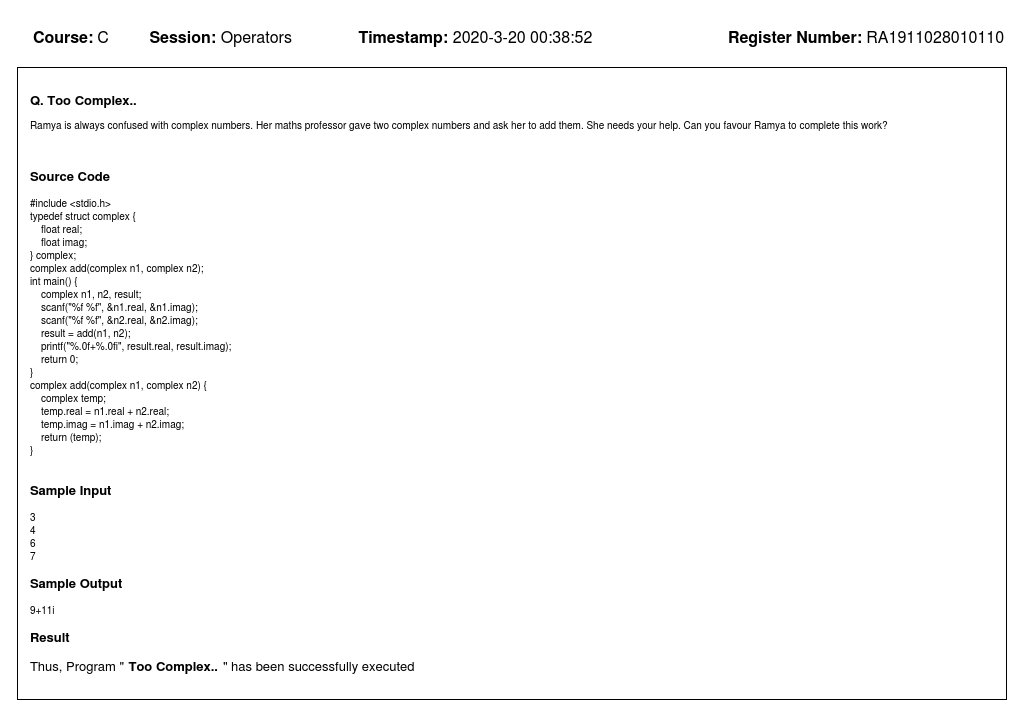 Course: C Session: Operators Timestamp: 2020-3-20 00:38:52 Register Number: RA1911028010110
Q. Too Complex..
Ramya is always confused with complex numbers. Her maths professor gave two complex numbers and ask her to add them. She needs your help. Can you favour Ramya to complete this work?
Source Code
#include <stdio.h>
typedef struct complex {
    float real;
    float imag;
} complex;
complex add(complex n1, complex n2);
int main() {
    complex n1, n2, result;
    scanf("%f %f", &n1.real, &n1.imag);
    scanf("%f %f", &n2.real, &n2.imag);
    result = add(n1, n2);
    printf("%.0f+%.0fi", result.real, result.imag);
    return 0;
}
complex add(complex n1, complex n2) {
    complex temp;
    temp.real = n1.real + n2.real;
    temp.imag = n1.imag + n2.imag;
    return (temp);
}
Sample Input
3
4
6
7
Sample Output
9+11i
Result
Thus, Program " Too Complex.. " has been successfully executed